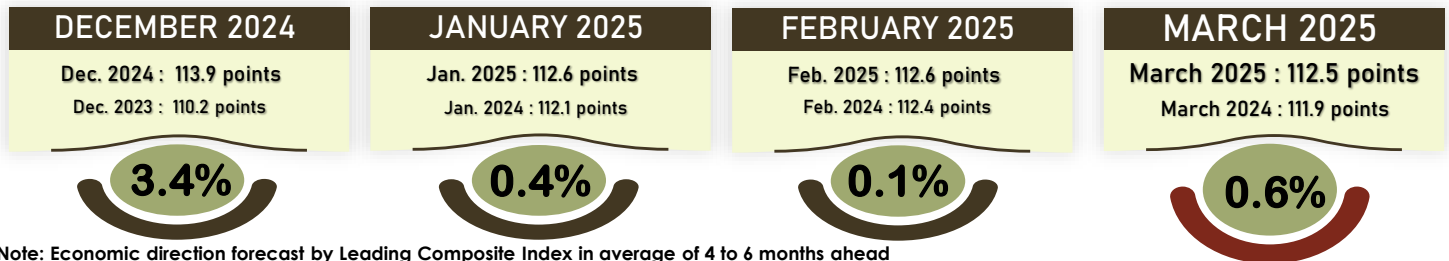 DECEMBER 2024
Dec. 2024 : 113.9 points
Dec. 2023 : 110.2 points
3.4%
JANUARY 2025
Jan. 2025 : 112.6 points
Jan. 2024 : 112.1 points
0.4%
FEBRUARY 2025
Feb. 2025 : 112.6 points
Feb. 2024 : 112.4 points
0.1%
MARCH 2025
March 2025 : 112.5 points
March 2024 : 111.9 points
0.6%
Note: Economic direction forecast by Leading Composite Index in average of 4 to 6 months ahead